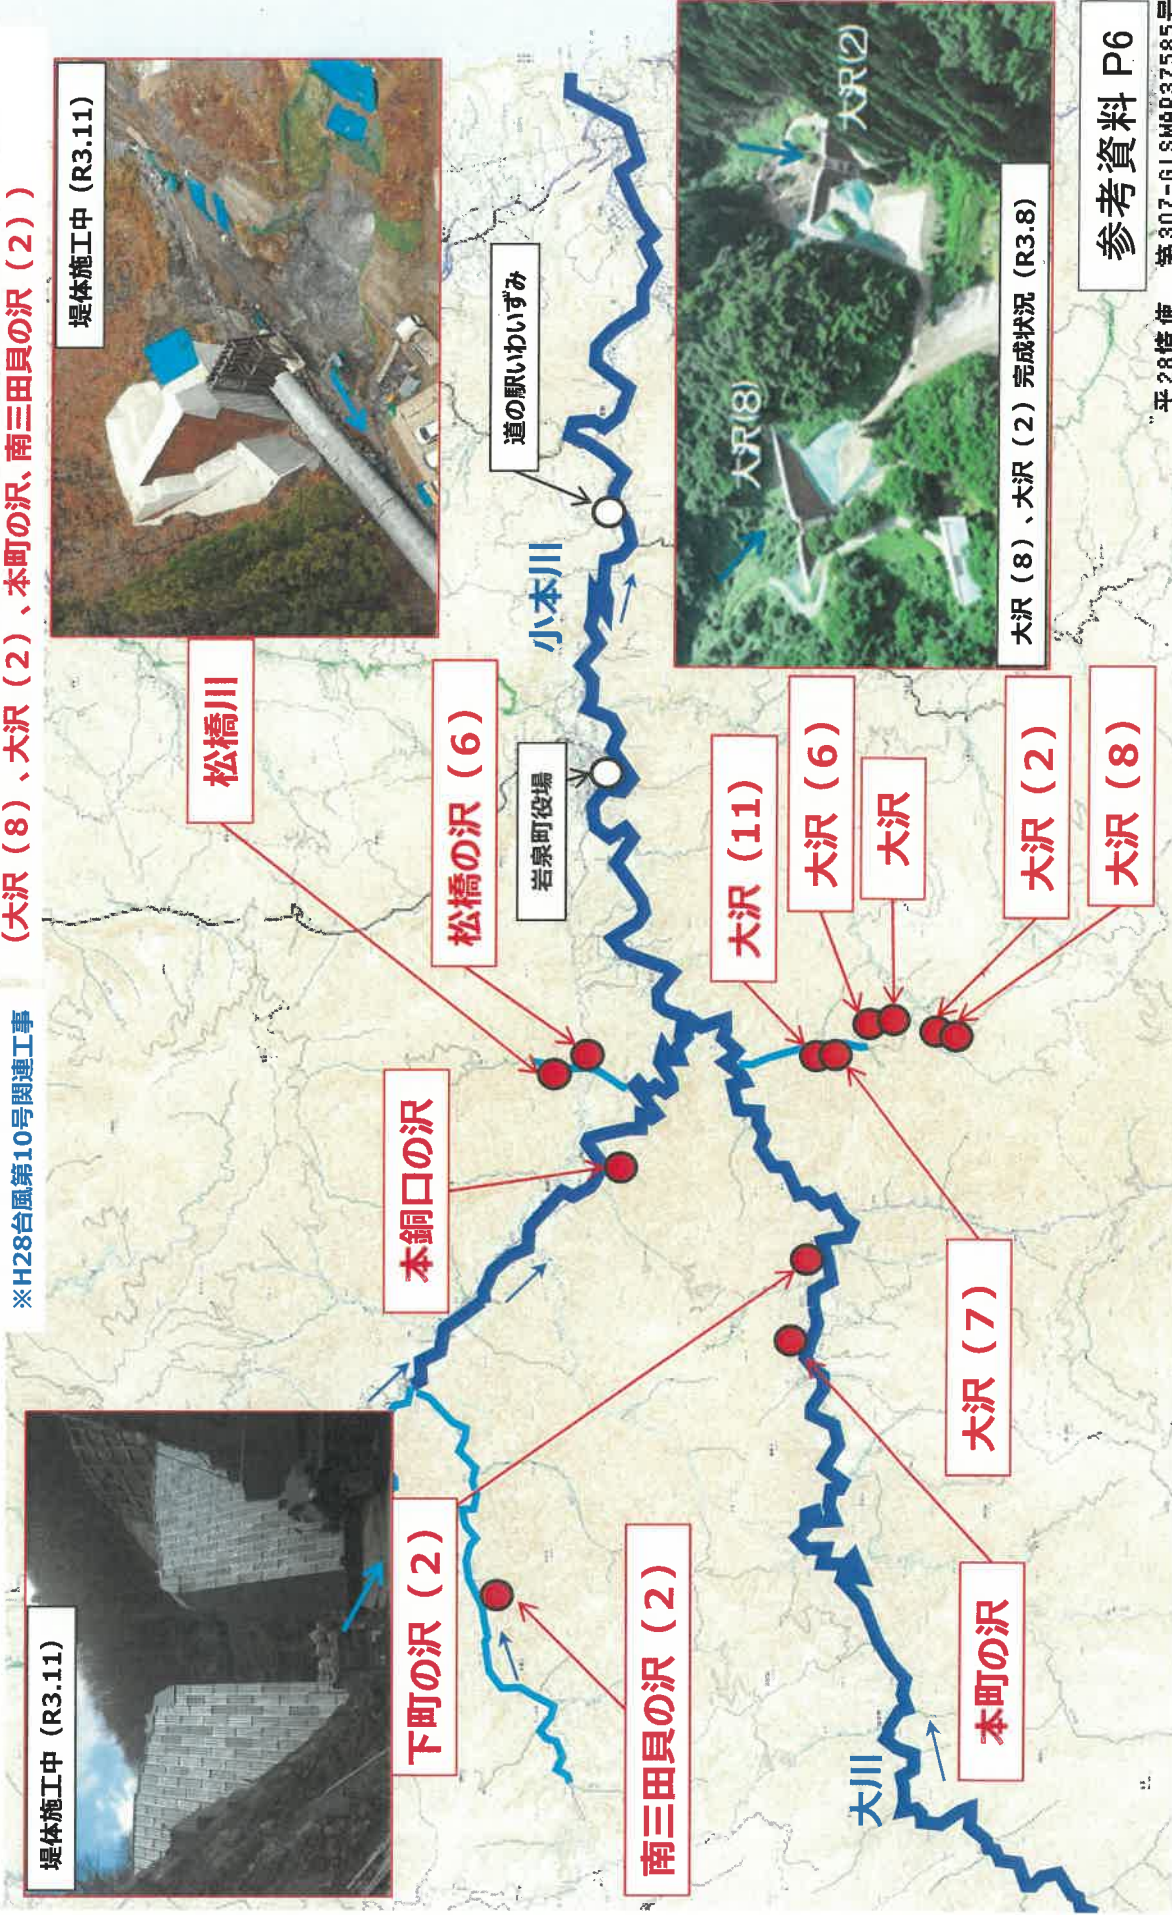 （大沢（８）、大沢（２）、本町の沢、南三田貝の沢（２））
※H28台風第10号関連工事
堤体施工中（R3.11）
堤体施工中（R3.11）
松橋川
松橋の沢（６）
本銅口の沢
下町の沢（２）
南三田貝の沢（２）
小本川
道の駅いわいずみ
岩泉町役場
大沢（11）
大沢（６）
大沢
大沢（２）
大沢（８）
大沢（７）
本町の沢
大川
大沢(8)
大沢(2)
大沢（８）、大沢（２）完成状況（R3.8）
参考資料 P6